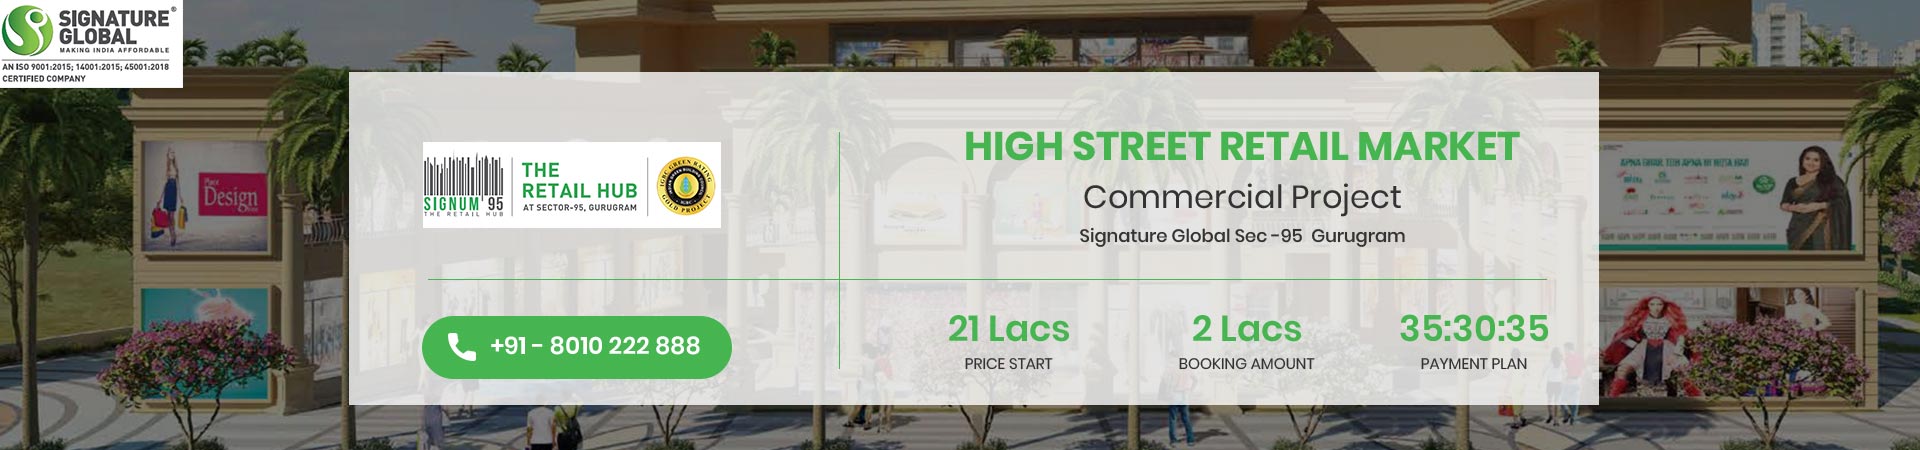 SIGNATURE®
GLOBAL
MAKING INDIA AFFORDABLE
AN ISO 9001:2015; 14001:2015; 45001:2018
CERTIFIED COMPANY
Place
Design
SIGNUM 95
THE RETAIL HUB
THE
RETAIL HUB
AT SECTOR-95, GURUGRAM
IGBC GREEN RATING
IGBC
GOLD PROJECT
HIGH STREET RETAIL MARKET
Commercial Project
Signature Global Sec -95 Gurugram
+91 - 8010 222 888
21 Lacs
PRICE START
2 Lacs
BOOKING AMOUNT
35:30:35
PAYMENT PLAN